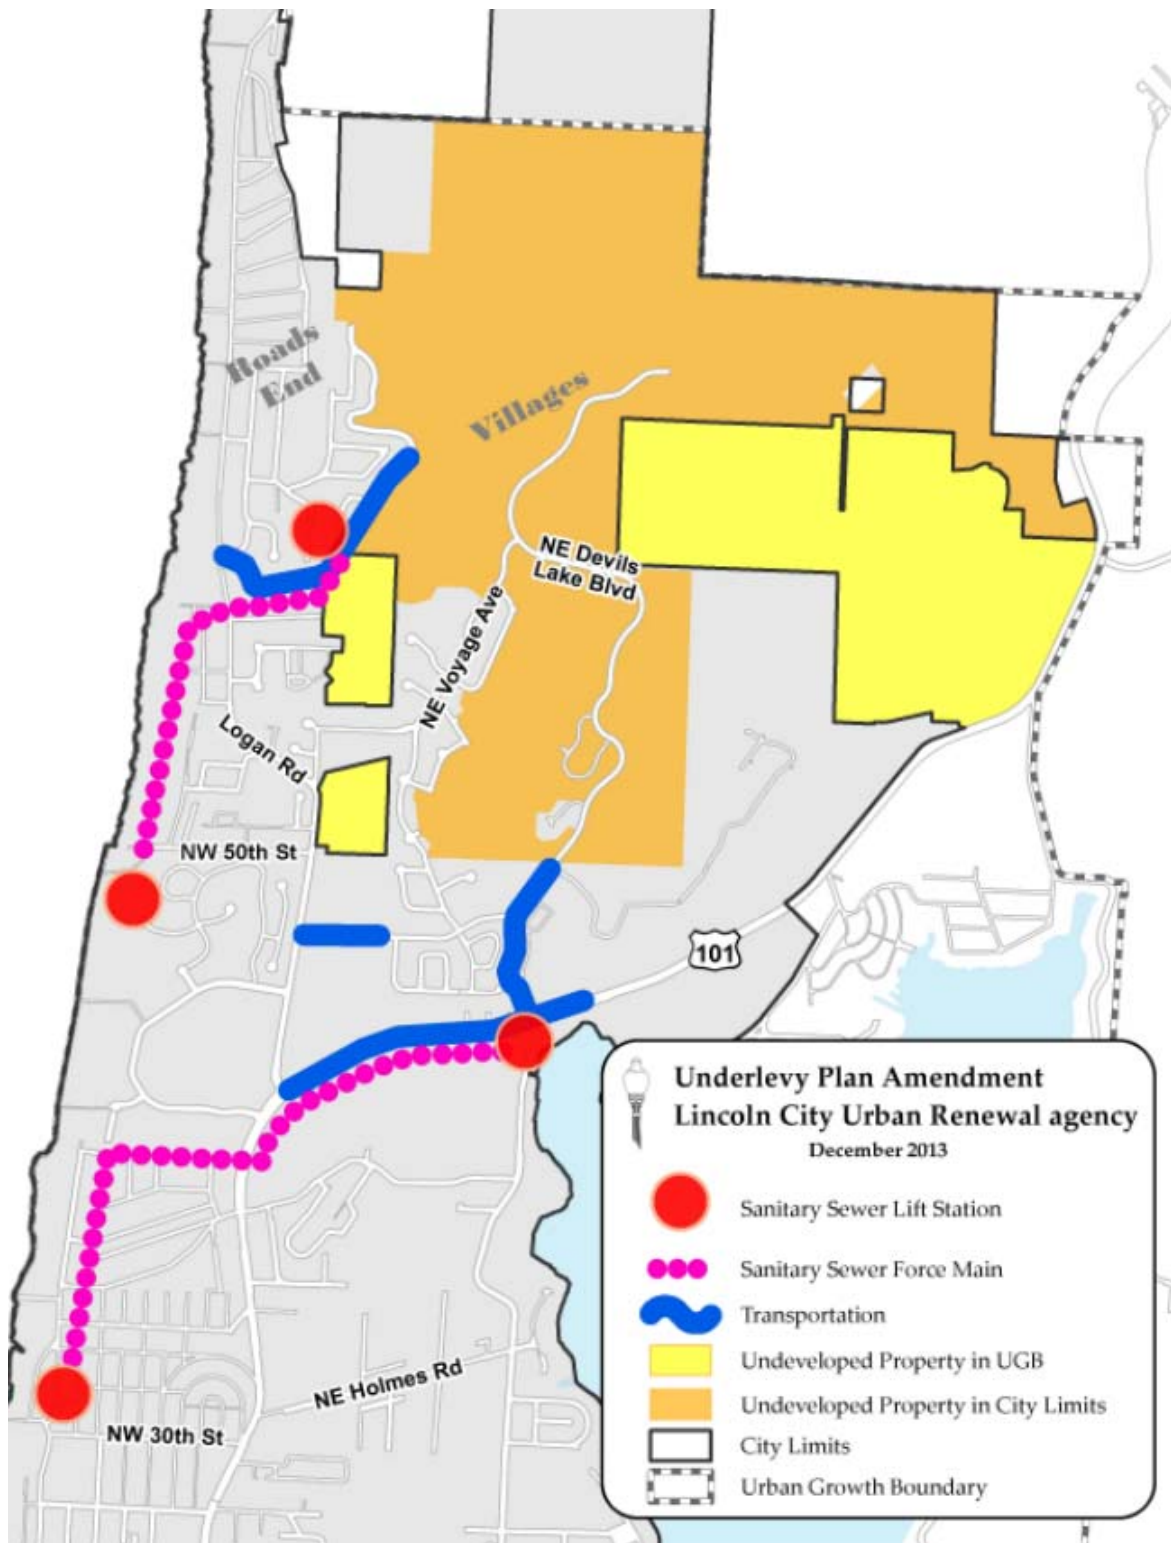 Roads
End
Villages
NE Devils
Lake Blvd
NE Voyage Ave
Logan Rd
NW 50th St
101
Underlevy Plan Amendment
Lincoln City Urban Renewal agency
December 2013
Sanitary Sewer Lift Station
Sanitary Sewer Force Main
Transportation
Undeveloped Property in UGB
Undeveloped Property in City Limits
City Limits
Urban Growth Boundary
NE Holmes Rd
NW 30th St